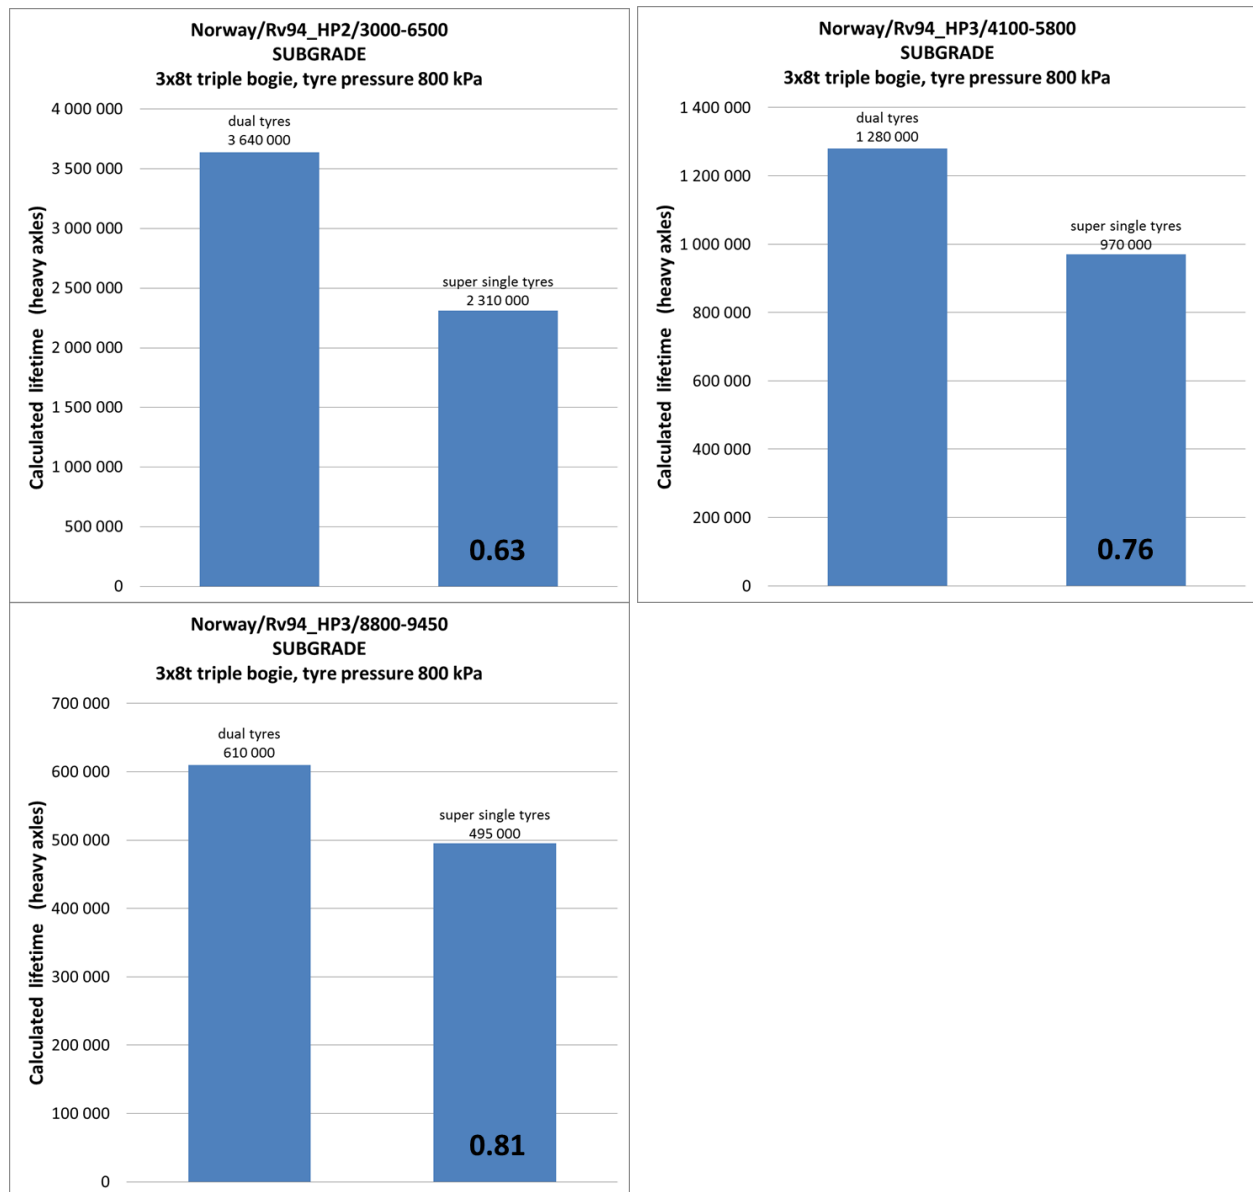 Norway/Rv94_HP2/3000-6500
SUBGRADE
3x8t triple bogie, tyre pressure 800 kPa
Calculated lifetime (heavy axles)
4 000 000
3 500 000
3 000 000
2 500 000
2 000 000
1 500 000
1 000 000
500 000
0
dual tyres
3 640 000
super single tyres
2 310 000
0.63
Norway/Rv94_HP3/4100-5800
SUBGRADE
3x8t triple bogie, tyre pressure 800 kPa
Calculated lifetime (heavy axles)
1 400 000
1 200 000
1 000 000
800 000
600 000
400 000
200 000
0
dual tyres
1 280 000
super single tyres
970 000
0.76
Norway/Rv94_HP3/8800-9450
SUBGRADE
3x8t triple bogie, tyre pressure 800 kPa
Calculated lifetime (heavy axles)
700 000
600 000
500 000
400 000
300 000
200 000
100 000
0
dual tyres
610 000
super single tyres
495 000
0.81